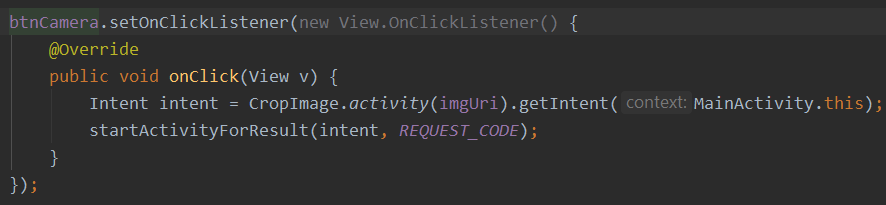 btnCamera.setOnClickListener(new View.OnClickListener() {
    @Override
    public void onClick(View v) {
        Intent intent = CropImage.activity(imgUri).getIntent( context: MainActivity.this);
        startActivityForResult(intent, REQUEST_CODE);
    }
});